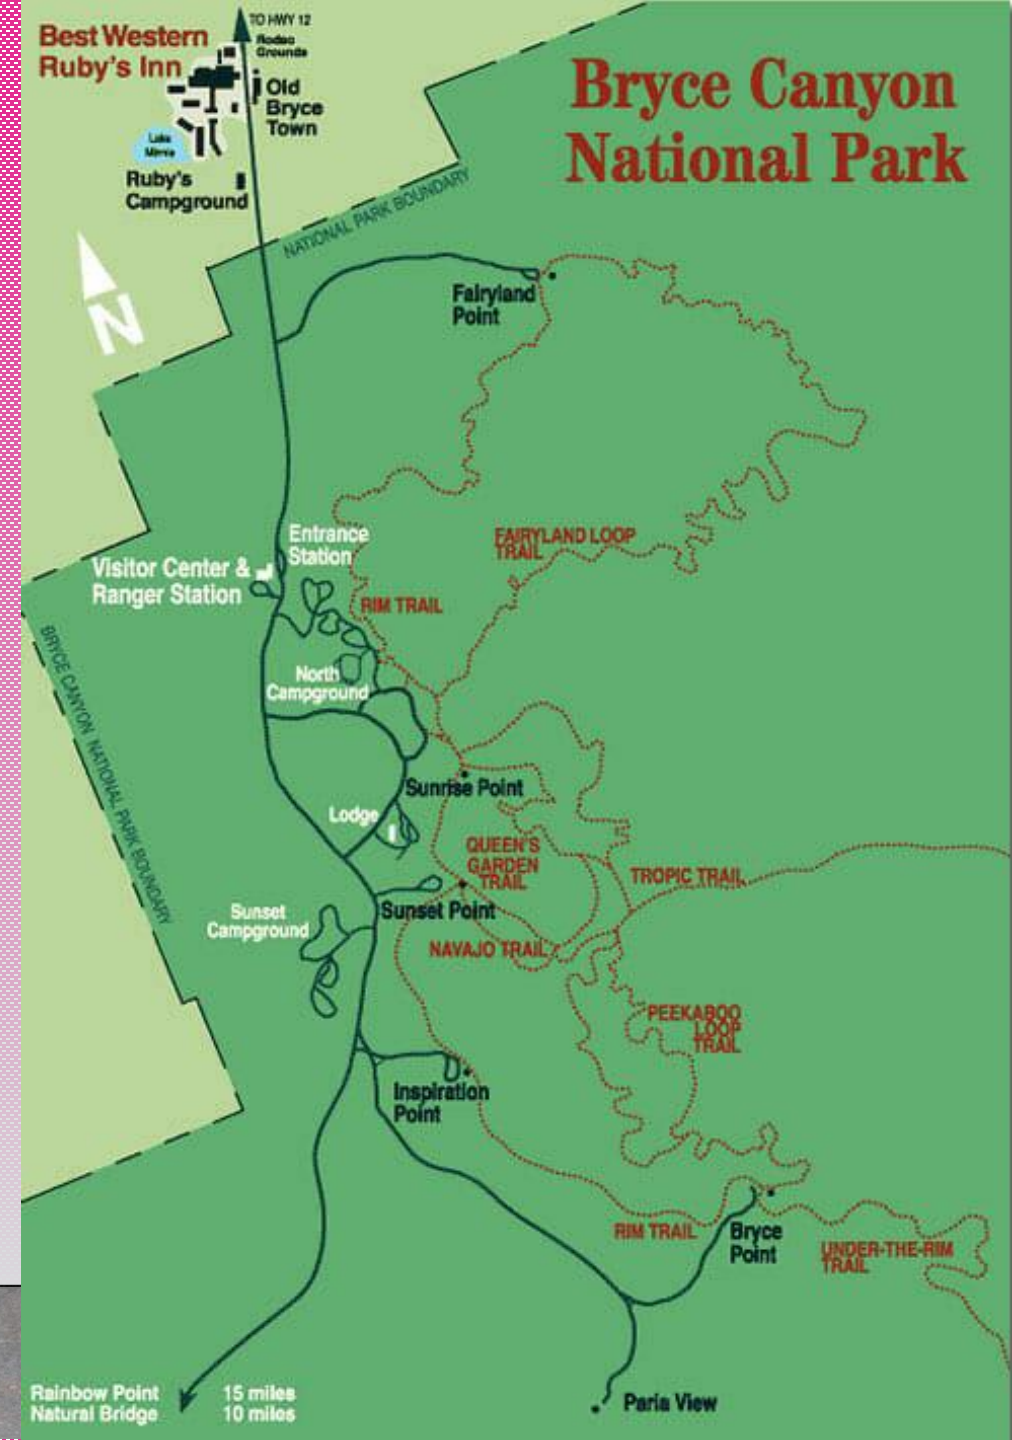 TO HWY 12
Best Western
Ruby's Inn
Rodeo
Grounds
Old
Bryce
Town
Lake
Minnie
Ruby's
Campground
Bryce Canyon
National Park
NATIONAL PARK BOUNDARY
N
Fairyland
Point
Entrance
Station
FAIRYLAND LOOP
TRAIL
Visitor Center &
Ranger Station
RIM TRAIL
BRYCE CANYON NATIONAL PARK BOUNDARY
North
Campground
Sunrise Point
Lodge
QUEEN'S
GARDEN
TRAIL
TROPIC TRAIL
Sunset Point
Sunset
Campground
NAVAJO TRAIL
PEEKABOO
LOOP
TRAIL
Inspiration
Point
RIM TRAIL
Bryce
Point
UNDER-THE-RIM
TRAIL
Rainbow Point 15 miles
Natural Bridge 10 miles
Paria View